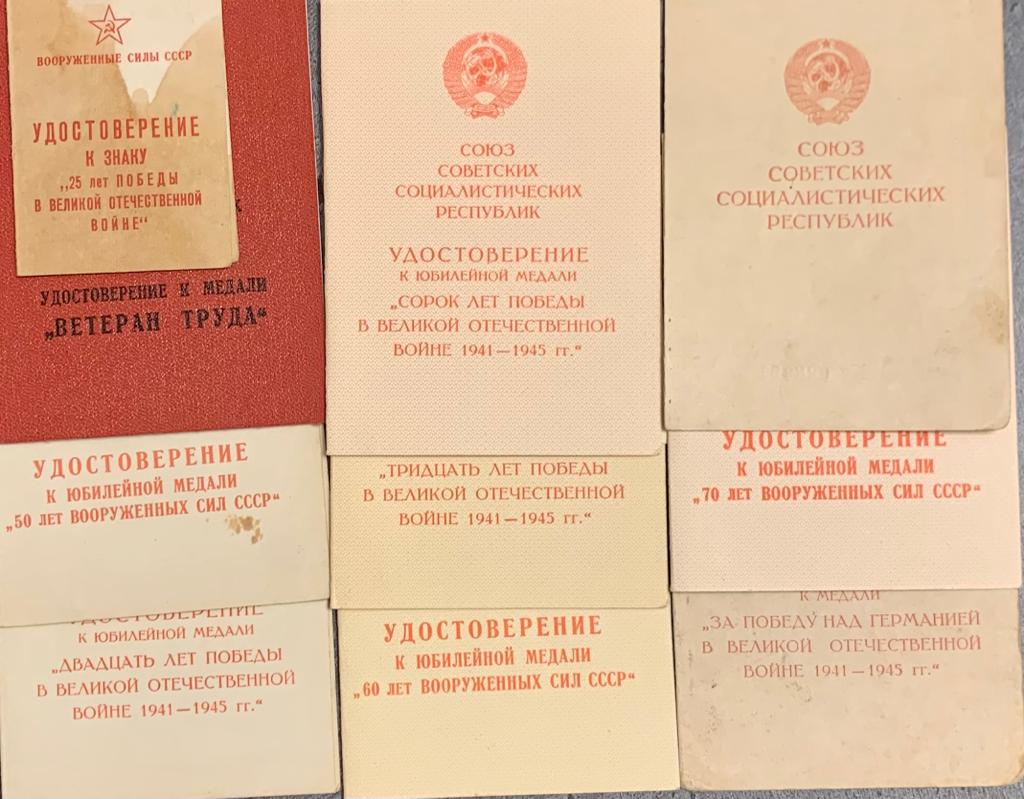 ВООРУЖЕННЫЕ СИЛЫ СССР
УДОСТОВЕРЕНИЕ
К ЗНАКУ
„25 лет ПОБЕДЫ
В ВЕЛИКОЙ ОТЕЧЕСТВЕННОЙ
ВОЙНЕ“
УДОСТОВЕРЕНИЕ К МЕДАЛИ
„ВЕТЕРАН ТРУДА“
СОЮЗ
СОВЕТСКИХ
СОЦИАЛИСТИЧЕСКИХ
РЕСПУБЛИК
УДОСТОВЕРЕНИЕ
К ЮБИЛЕЙНОЙ МЕДАЛИ
„СОРОК ЛЕТ ПОБЕДЫ
В ВЕЛИКОЙ ОТЕЧЕСТВЕННОЙ
ВОЙНЕ 1941—1945 гг.“
СОЮЗ
СОВЕТСКИХ
СОЦИАЛИСТИЧЕСКИХ
РЕСПУБЛИК
УДОСТОВЕРЕНИЕ
К ЮБИЛЕЙНОЙ МЕДАЛИ
„50 ЛЕТ ВООРУЖЕННЫХ СИЛ СССР“
„ТРИДЦАТЬ ЛЕТ ПОБЕДЫ
В ВЕЛИКОЙ ОТЕЧЕСТВЕННОЙ
ВОЙНЕ 1941—1945 гг.“
УДОСТОВЕРЕНИЕ
К ЮБИЛЕЙНОЙ МЕДАЛИ
„70 ЛЕТ ВООРУЖЕННЫХ СИЛ СССР“
УДОСТОВЕРЕНИЕ
К ЮБИЛЕЙНОЙ МЕДАЛИ
„ДВАДЦАТЬ ЛЕТ ПОБЕДЫ
В ВЕЛИКОЙ ОТЕЧЕСТВЕННОЙ
ВОЙНЕ 1941—1945 гг.“
УДОСТОВЕРЕНИЕ
К ЮБИЛЕЙНОЙ МЕДАЛИ
„60 ЛЕТ ВООРУЖЕННЫХ СИЛ СССР“
К МЕДАЛИ
„ЗА ПОБЕДУ НАД ГЕРМАНИЕЙ
В ВЕЛИКОЙ ОТЕЧЕСТВЕННОЙ
ВОЙНЕ 1941—1945 гг.“